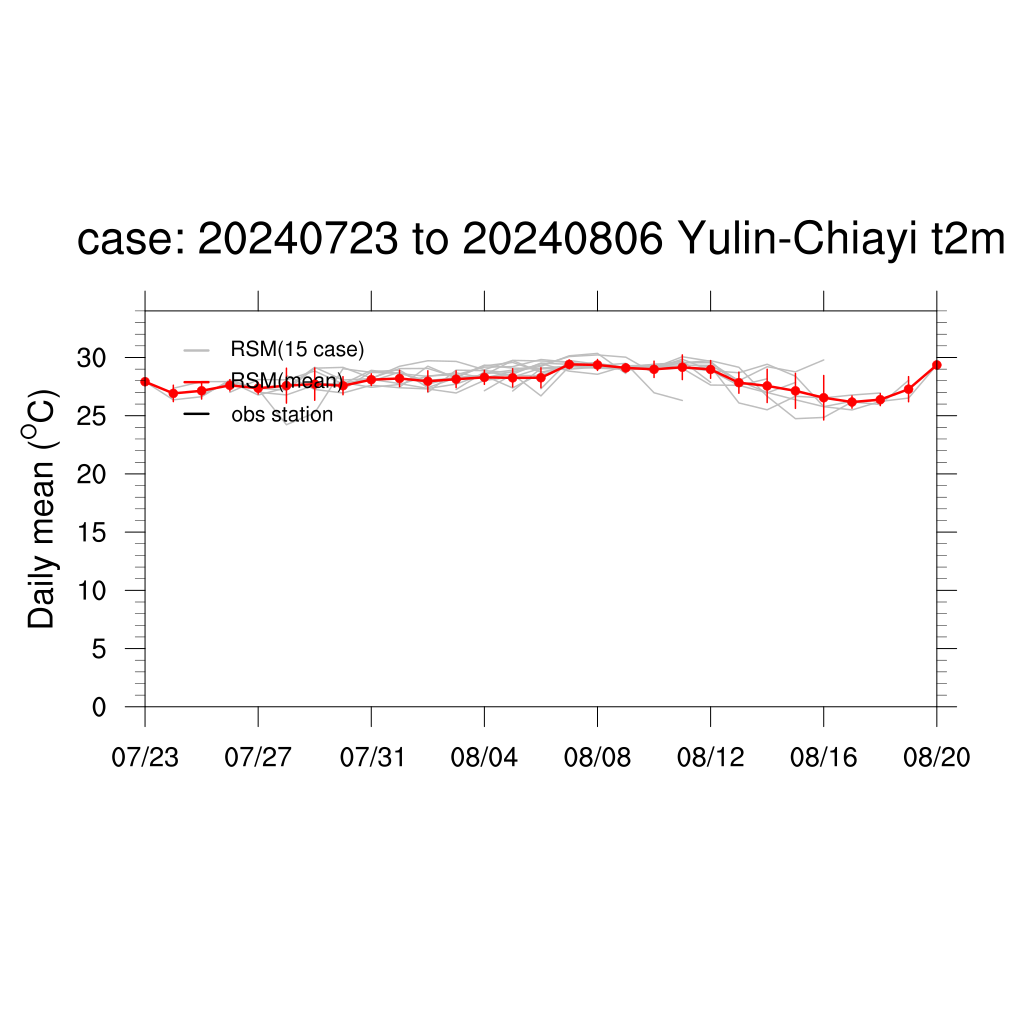 case: 20240723 to 20240806 Yulin-Chiayi t2m
RSM(15 case)
RSM(mean)
obs station
Daily mean (°C)
30
25
20
15
10
5
0
07/23 07/27 07/31 08/04 08/08 08/12 08/16 08/20